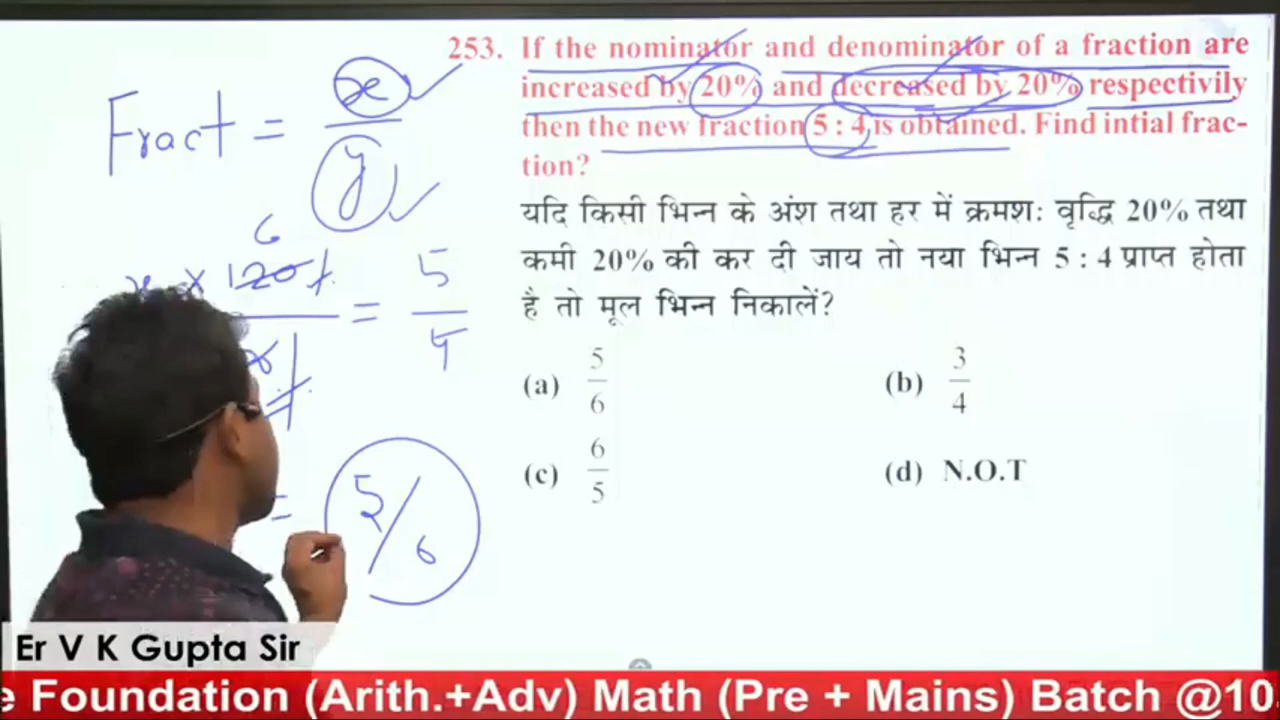 253. If the nominator and denominator of a fraction are
increased by 20% and decreased by 20% respectivily
then the new fraction 5 : 4 is obtained. Find intial frac-
tion?
यदि किसी भिन्न के अंश तथा हर में क्रमश: वृद्धि 20% तथा
कमी 20% की कर दी जाय तो नया भिन्न 5 : 4 प्राप्त होता
है तो मूल भिन्न निकालें?
(a) 5/6
(b) 3/4
(c) 6/5
(d) N.O.T
Fract = x/y
6
x × 120%
= 5/4
= 5/6
Er V K Gupta Sir
e Foundation (Arith.+Adv) Math (Pre + Mains) Batch @10